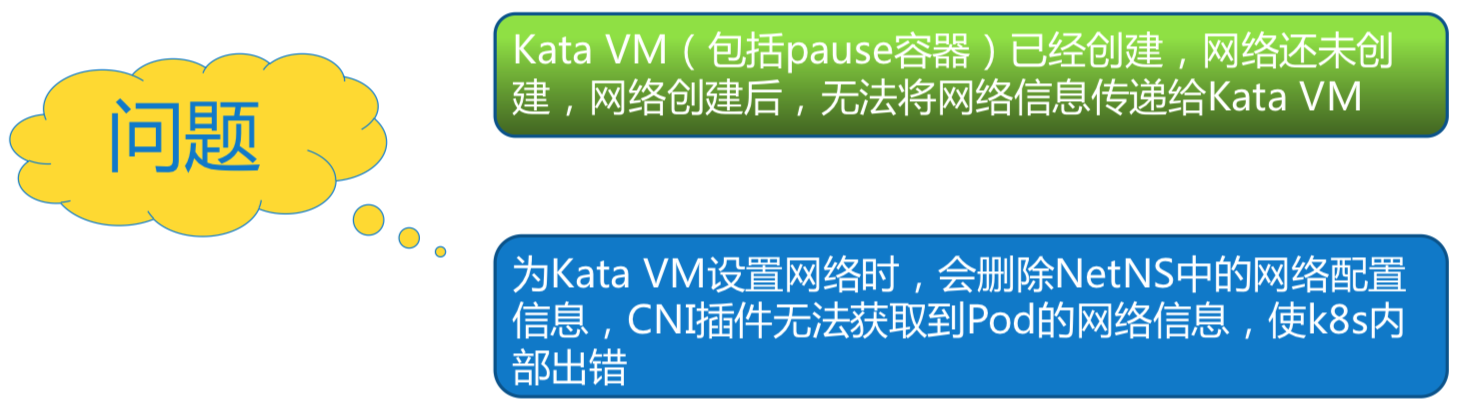 问题
Kata VM（包括pause容器）已经创建，网络还未创
建，网络创建后，无法将网络信息传递给Kata VM
为Kata VM设置网络时，会删除NetNS中的网络配置
信息，CNI插件无法获取到Pod的网络信息，使k8s内
部出错